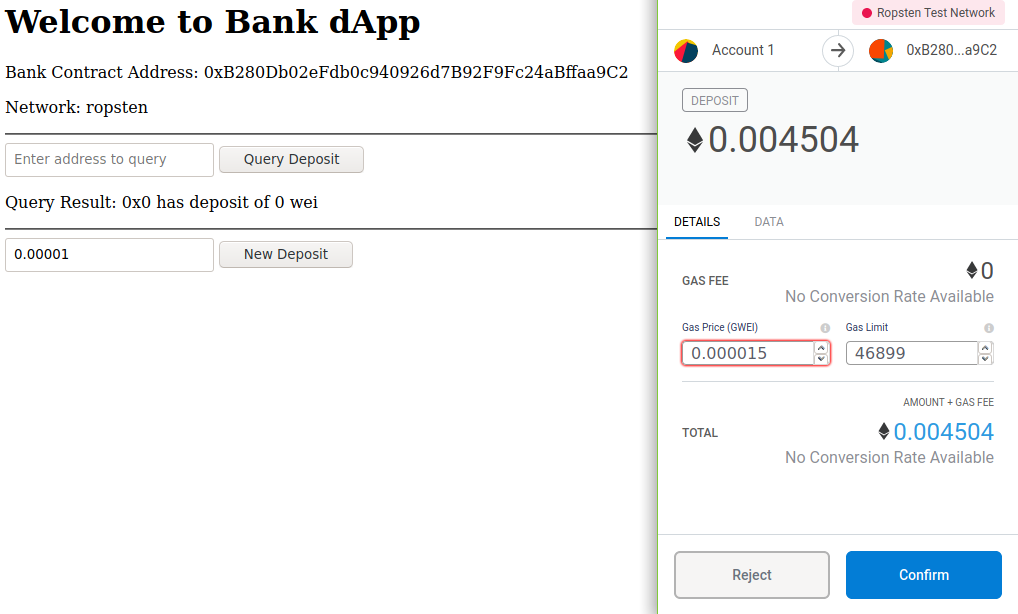 Welcome to Bank dApp
Bank Contract Address: 0xB280Db02eFdb0c940926d7B92F9Fc24aBffaa9C2
Network: ropsten
Enter address to query
Query Deposit
Query Result: 0x0 has deposit of 0 wei
0.00001
New Deposit
Ropsten Test Network
Account 1
0xB280...a9C2
DEPOSIT
0.004504
DETAILS
DATA
GAS FEE
0
No Conversion Rate Available
Gas Price (GWEI)
Gas Limit
0.000015
46899
AMOUNT + GAS FEE
TOTAL
0.004504
No Conversion Rate Available
Reject
Confirm